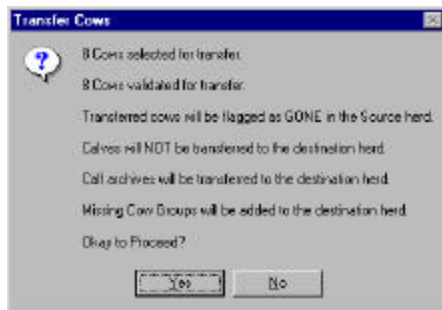 Transfer Cows
8 Cows selected for transfer.
8 Cows validated for transfer.
Transferred cows will be flagged as GONE in the Source herd.
Calves will NOT be transferred to the destination herd.
Calf archives will be transferred to the destination herd.
Missing Cow Groups will be added to the destination herd.
Okay to Proceed?
Yes No